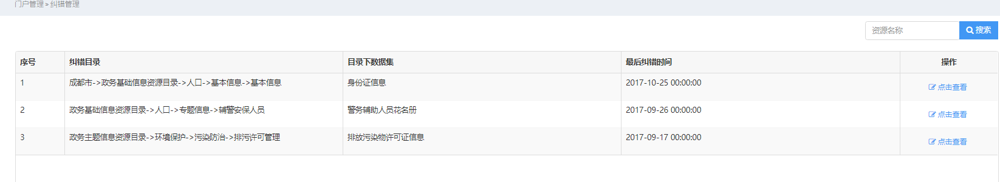 门户管理 > 纠错管理
资源名称 搜索
序号 纠错目录 目录下数据集 最后纠错时间 操作
1 成都市->政务基础信息资源目录->人口->基本信息->基本信息 身份证信息 2017-10-25 00:00:00 点击查看
2 政务基础信息资源目录->人口->专题信息->辅警安保人员 警务辅助人员花名册 2017-09-26 00:00:00 点击查看
3 政务主题信息资源目录->环境保护->污染防治->排污许可管理 排放污染物许可证信息 2017-09-17 00:00:00 点击查看